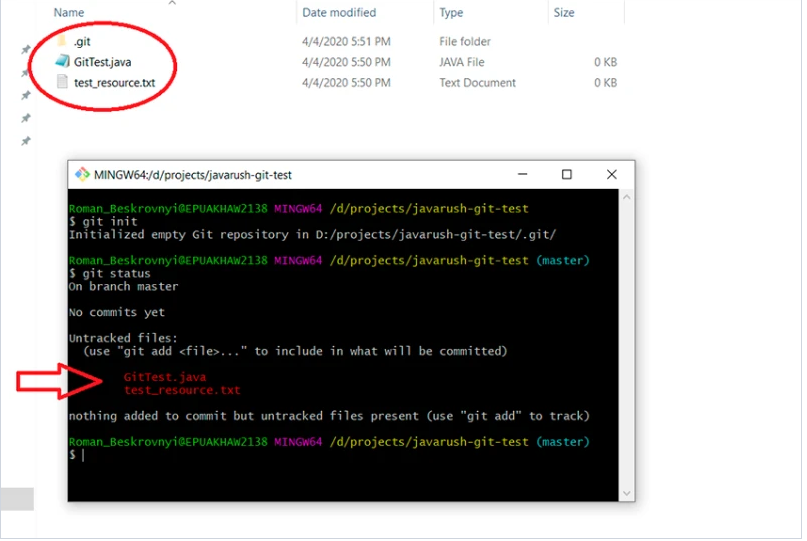 Name Date modified Type Size
.git 4/4/2020 5:51 PM File folder
GitTest.java 4/4/2020 5:50 PM JAVA File 0 KB
test_resource.txt 4/4/2020 5:50 PM Text Document 0 KB
MINGW64:/d/projects/javarush-git-test
Roman_Beskrovnyi@EPUAKHAW2138 MINGW64 /d/projects/javarush-git-test
$ git init
Initialized empty Git repository in D:/projects/javarush-git-test/.git/
Roman_Beskrovnyi@EPUAKHAW2138 MINGW64 /d/projects/javarush-git-test (master)
$ git status
On branch master
No commits yet
Untracked files:
(use "git add <file>..." to include in what will be committed)
GitTest.java
test_resource.txt
nothing added to commit but untracked files present (use "git add" to track)
Roman_Beskrovnyi@EPUAKHAW2138 MINGW64 /d/projects/javarush-git-test (master)
$